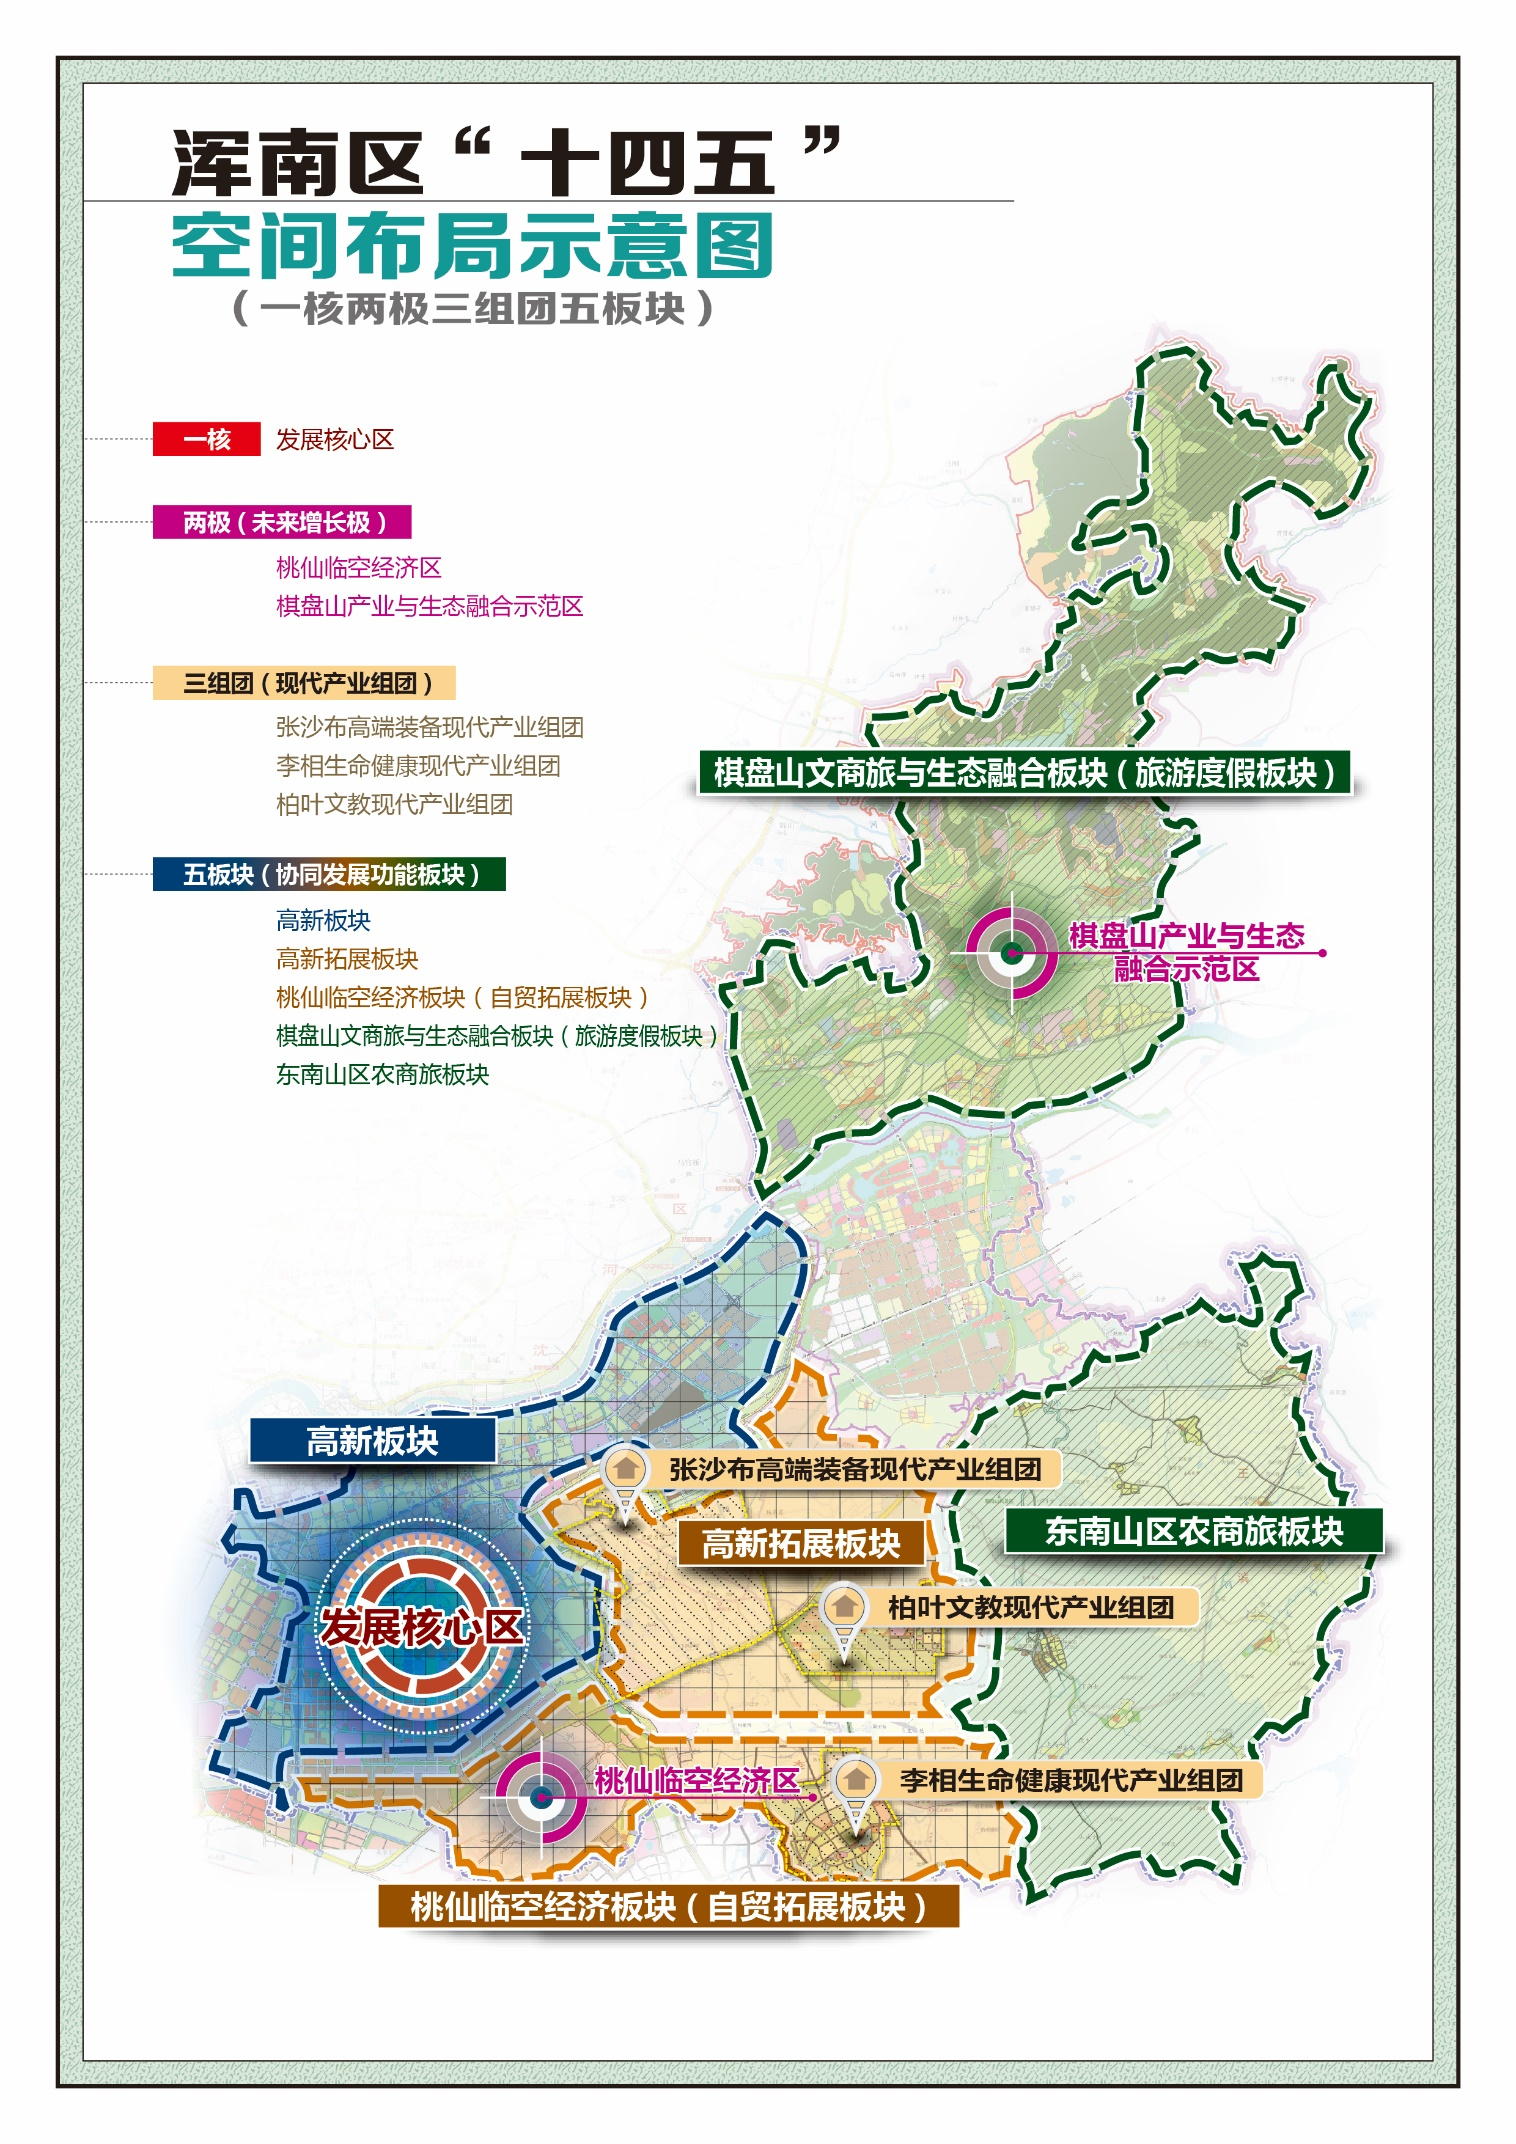 浑南区“十四五”
空间布局示意图
（一核两极三组团五板块）
一核 发展核心区
两极（未来增长极）
桃仙临空经济区
棋盘山产业与生态融合示范区
三组团（现代产业组团）
张沙布高端装备现代产业组团
李相生命健康现代产业组团
柏叶文教现代产业组团
五板块（协同发展功能板块）
高新板块
高新拓展板块
桃仙临空经济板块（自贸拓展板块）
棋盘山文商旅与生态融合板块（旅游度假板块）
东南山区农商旅板块
棋盘山文商旅与生态融合板块（旅游度假板块）
棋盘山产业与生态
融合示范区
区
河
沈
高新板块
张沙布高端装备现代产业组团
高新拓展板块
东南山区农商旅板块
柏叶文教现代产业组团
发展核心区
桃仙临空经济区
李相生命健康现代产业组团
桃仙临空经济板块（自贸拓展板块）